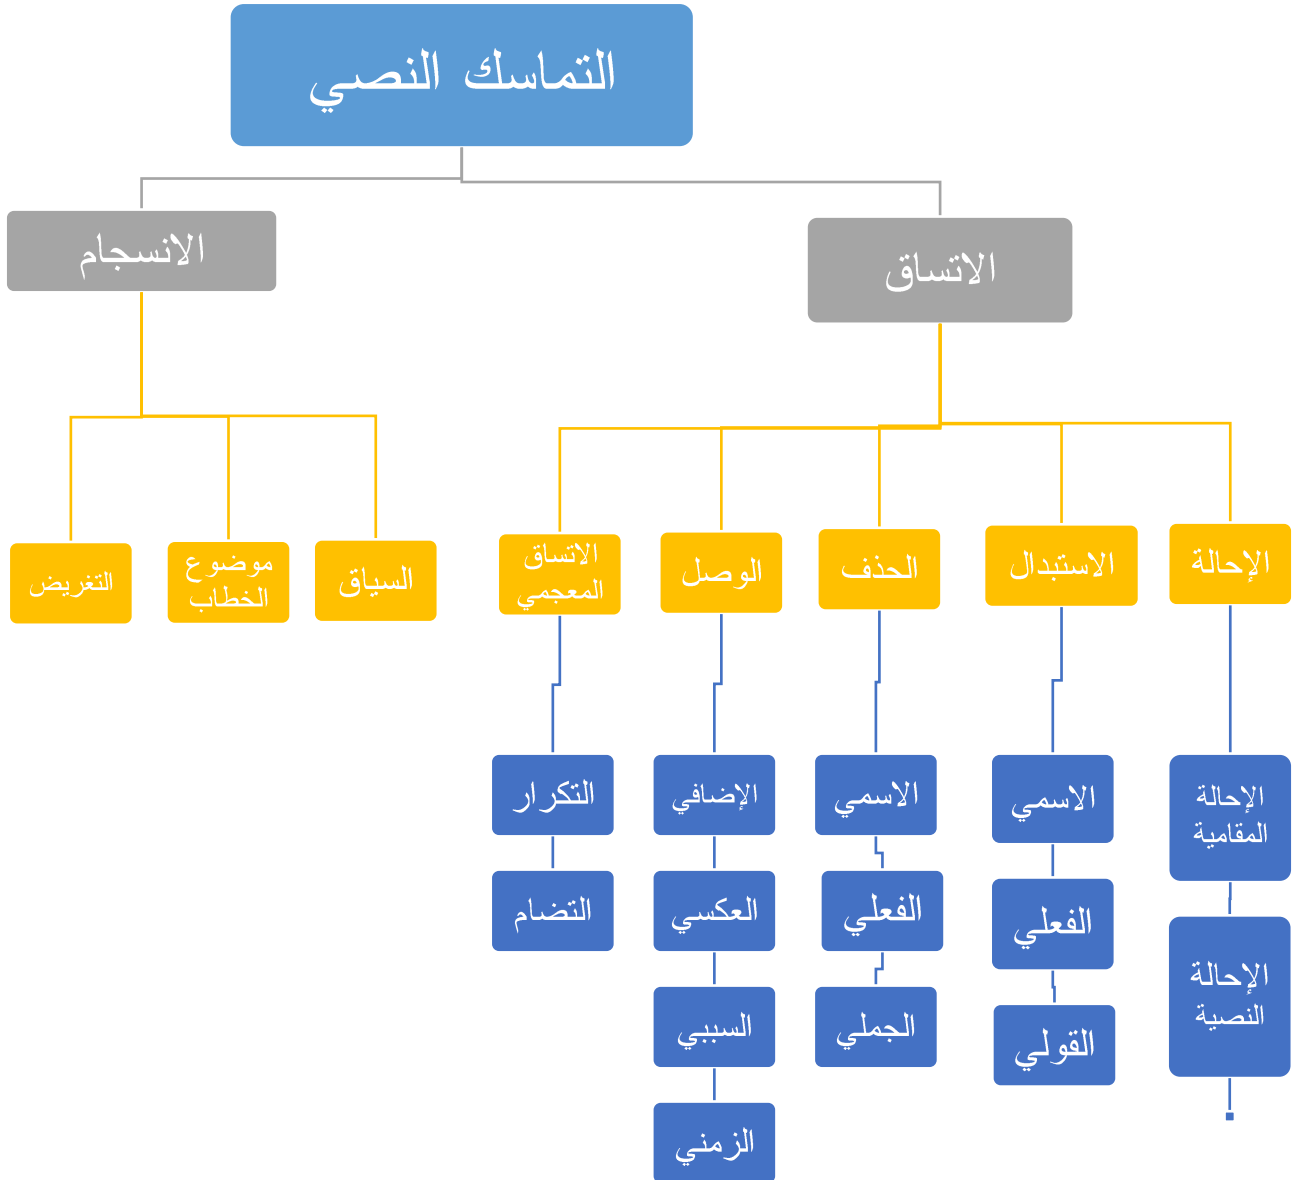 التماسك النصي
الاتساق
الانسجام
الإحالة
الاستبدال
الحذف
الوصل
الاتساق
المعجمي
السياق
موضوع
الخطاب
التغريض
الإحالة
المقامية
الاسمي
الاسمي
الإضافي
التكرار
الإحالة
النصية
الفعلي
الفعلي
العكسي
التضام
القولي
الجملي
السببي
الزمني